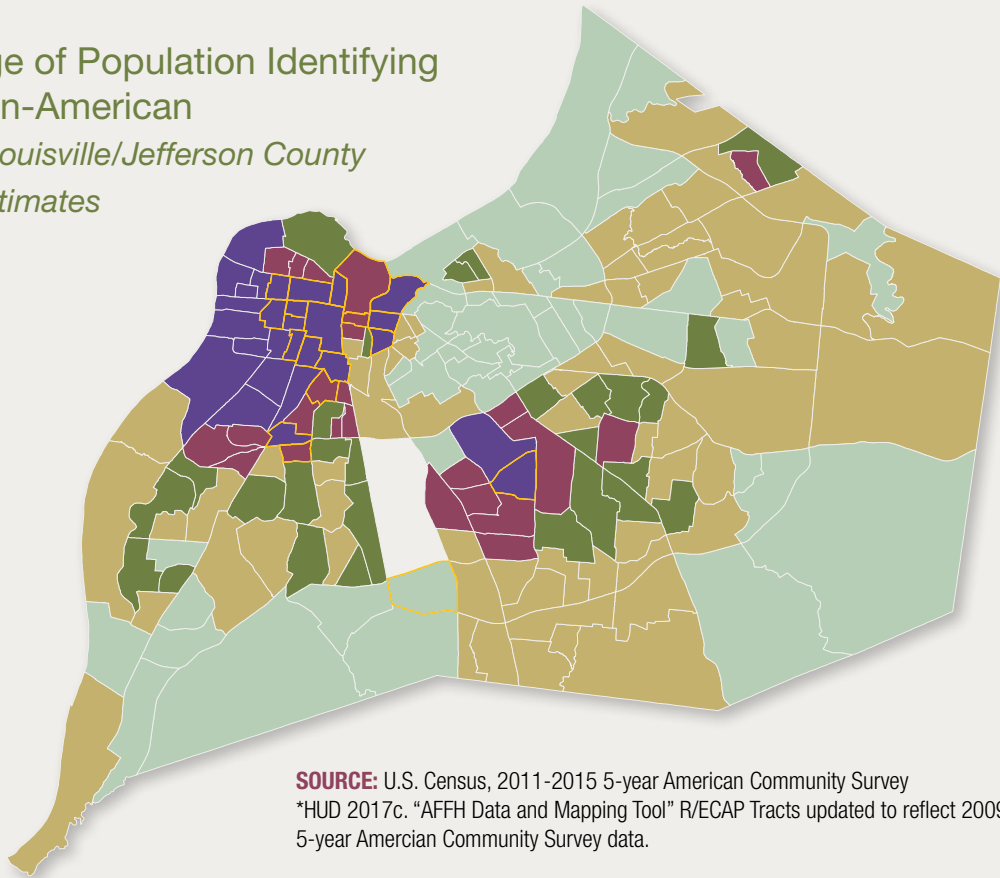 ge of Population Identifying
n-American
ouisville/Jefferson County
timates
SOURCE: U.S. Census, 2011-2015 5-year American Community Survey
*HUD 2017c. “AFFH Data and Mapping Tool” R/ECAP Tracts updated to reflect 2009
5-year Amercian Community Survey data.